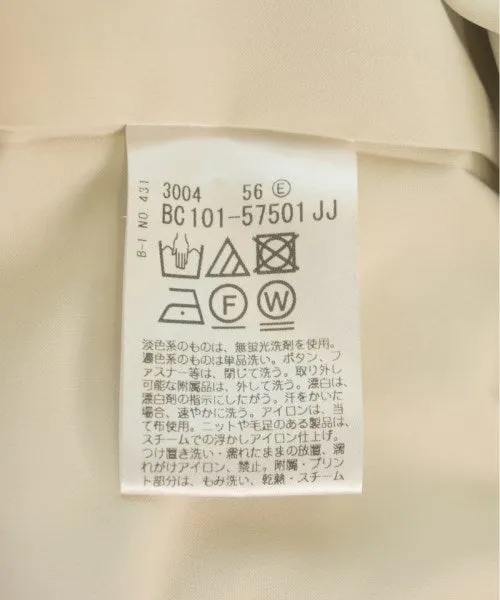 3004 56 Ⓔ
BC101-57501JJ
B-I NO. 431
F W
淡色系のものは、無蛍光洗剤を使用。
濃色系のものは単品洗い。ボタン、フ
ァスナー等は、閉じて洗う。取り外し
可能な附属品は、外して洗う。漂白は、
漂白剤の指示にしたがう。汗をかいた
場合、速やかに洗う。アイロンは、当
て布使用。ニットや毛足のある製品は、
スチームでの浮かしアイロン仕上げ。
つけ置き洗い・濡れたままの放置、濡
れがけアイロン、禁止。附属・プリン
ト部分は、もみ洗い、乾熱・スチーム